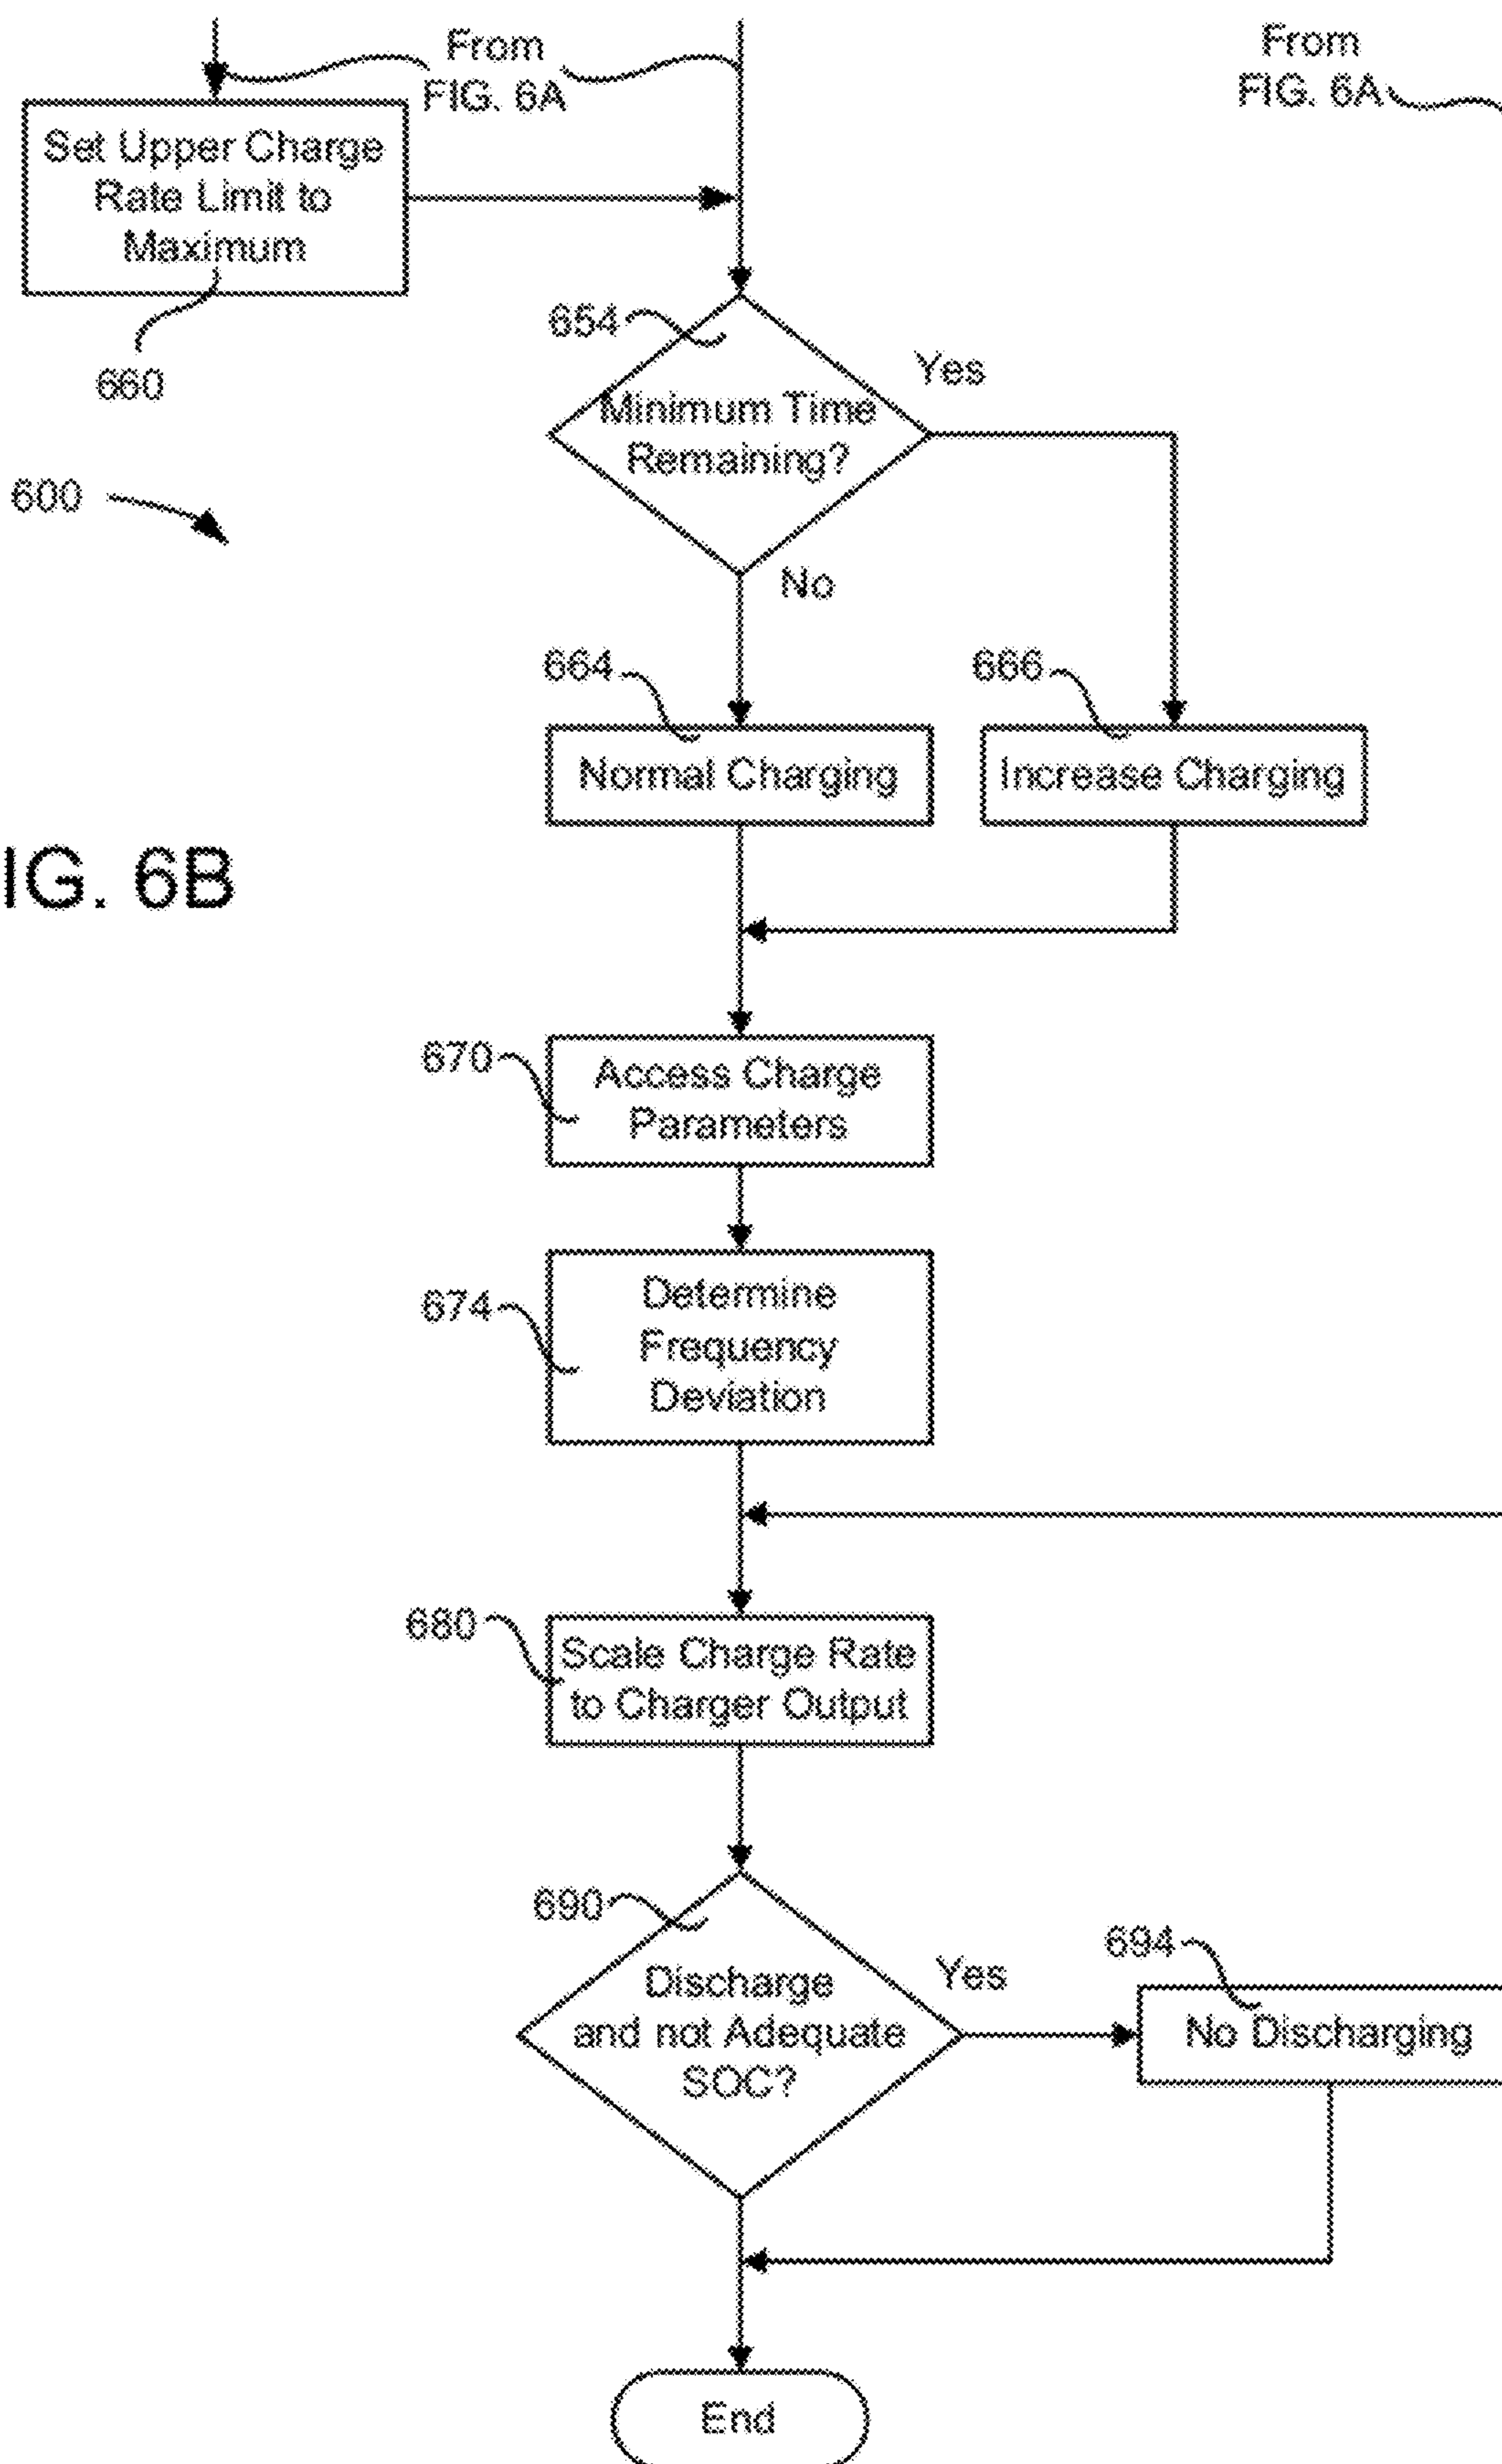 From
FIG. 6A
From
FIG. 6A
Set Upper Charge
Rate Limit to
Maximum
660
654
Yes
Minimum Time
Remaining?
600
No
664
666
Normal Charging
Increase Charging
IG. 6B
670
Access Charge
Parameters
674
Determine
Frequency
Deviation
680
Scale Charge Rate
to Charger Output
690
694
Yes
Discharge
and not Adequate
SOC?
No Discharging
End